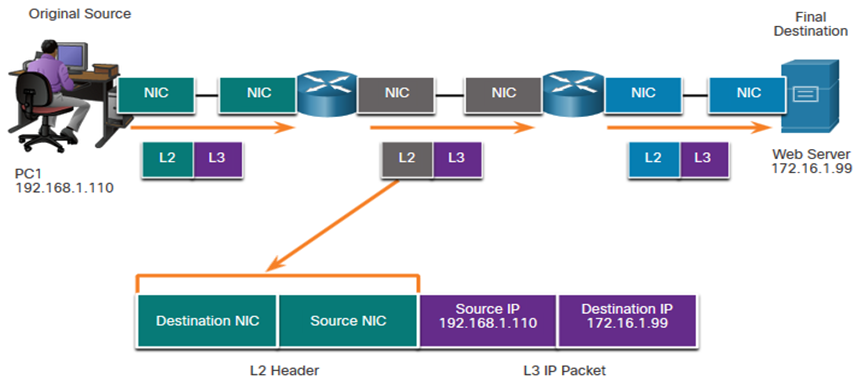 Original Source
Final
Destination
NIC
NIC
NIC
NIC
NIC
NIC
L2 L3
L2 L3
L2 L3
PC1
192.168.1.110
Web Server
172.16.1.99
Destination NIC
Source NIC
Source IP
192.168.1.110
Destination IP
172.16.1.99
L2 Header
L3 IP Packet